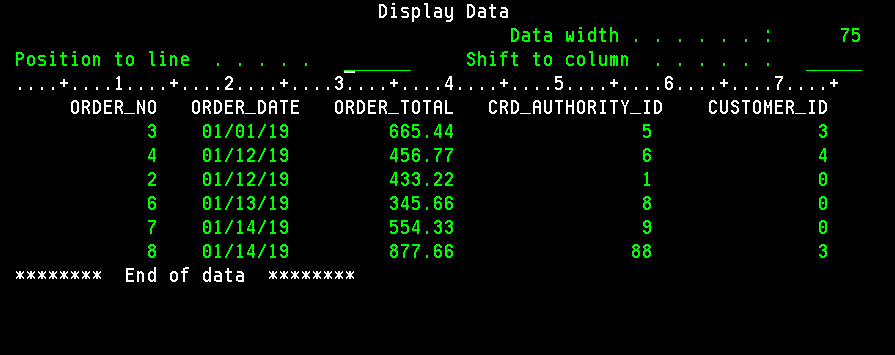 Display Data
Data width . . . . . . :      75
Position to line  . . . . .   ______     Shift to column  . . . . . .   _____
....+....1....+....2....+....3....+....4....+....5....+....6....+....7....+
ORDER_NO   ORDER_DATE   ORDER_TOTAL   CRD_AUTHORITY_ID    CUSTOMER_ID
3    01/01/19         665.44                 5               3
4    01/12/19         456.77                 6               4
2    01/12/19         433.22                 1               0
6    01/13/19         345.66                 8               0
7    01/14/19         554.33                 9               0
8    01/14/19         877.66                88               3
********  End of data  ********